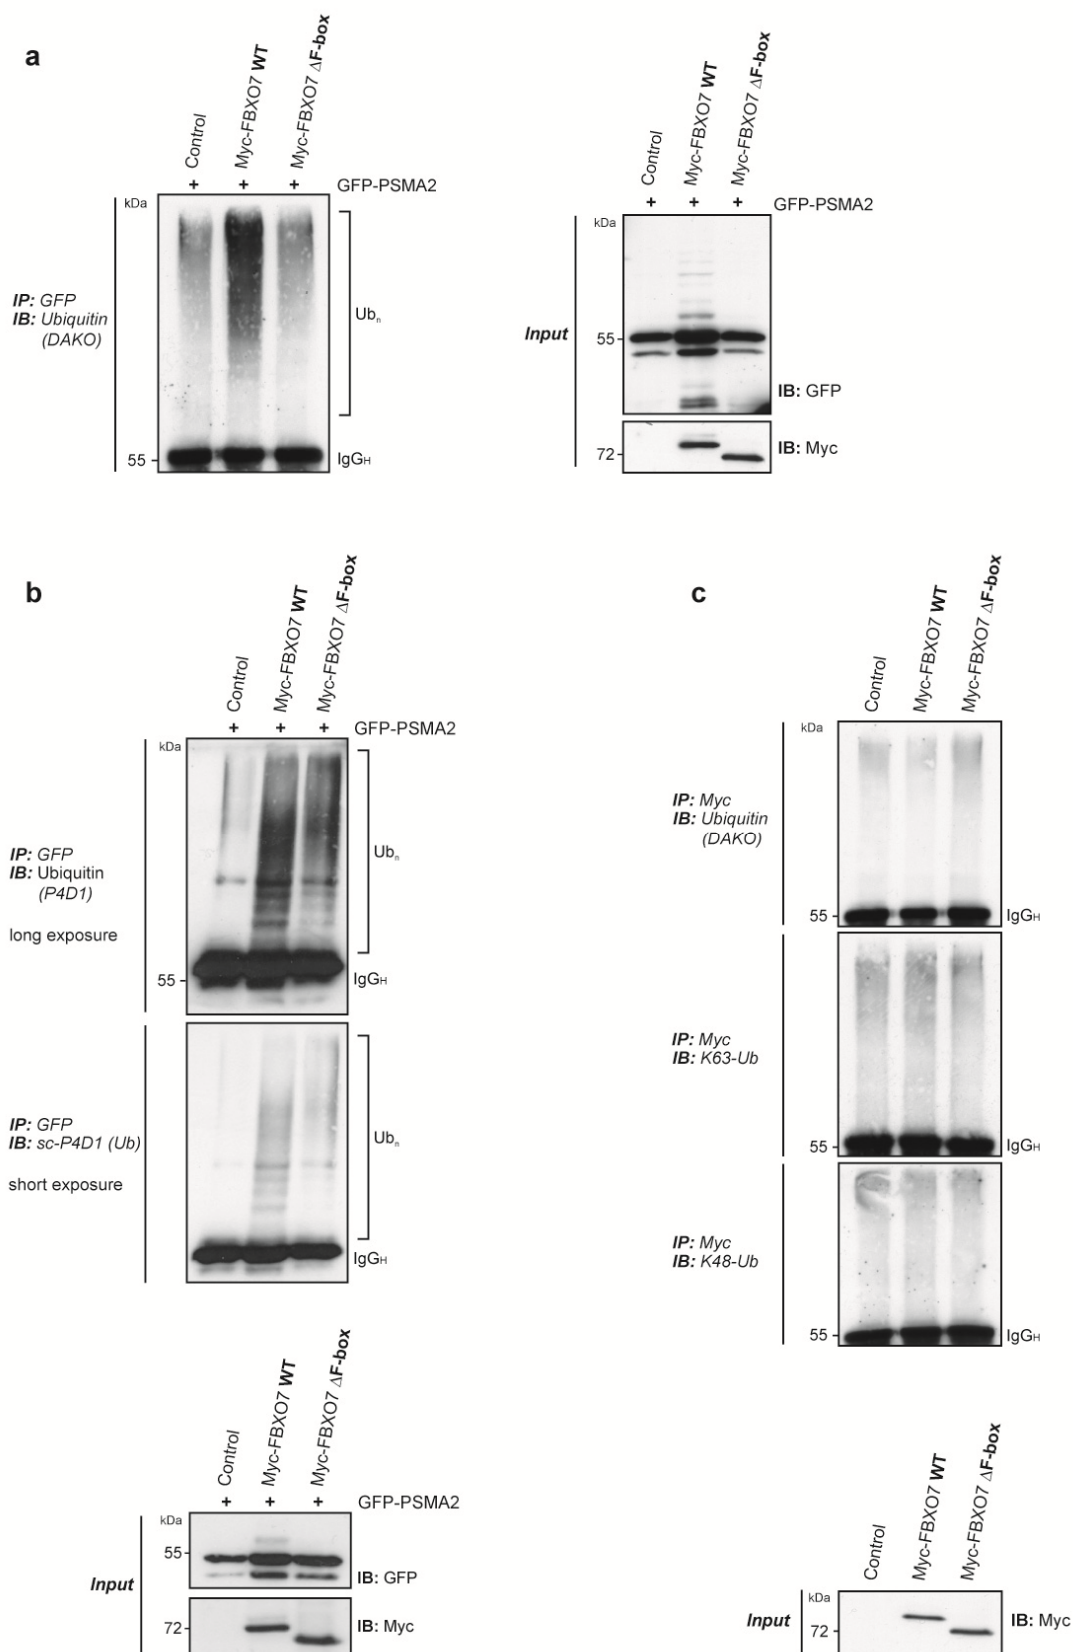 a
Control
Myc-FBXO7 WT
Myc-FBXO7 ΔF-box
+ + + GFP-PSMA2
kDa
IP: GFP
IB: Ubiquitin
(DAKO)
Ubn
55
IgGH
Control
Myc-FBXO7 WT
Myc-FBXO7 ΔF-box
+ + + GFP-PSMA2
kDa
Input
55
IB: GFP
72
IB: Myc
b
Control
Myc-FBXO7 WT
Myc-FBXO7 ΔF-box
+ + + GFP-PSMA2
kDa
IP: GFP
IB: Ubiquitin
(P4D1)
long exposure
Ubn
55
IgGH
IP: GFP
IB: sc-P4D1 (Ub)
short exposure
Ubn
IgGH
Control
Myc-FBXO7 WT
Myc-FBXO7 ΔF-box
+ + + GFP-PSMA2
kDa
55
IB: GFP
Input
72
IB: Myc
c
Control
Myc-FBXO7 WT
Myc-FBXO7 ΔF-box
kDa
IP: Myc
IB: Ubiquitin
(DAKO)
55
IgGH
IP: Myc
IB: K63-Ub
55
IgGH
IP: Myc
IB: K48-Ub
55
IgGH
Control
Myc-FBXO7 WT
Myc-FBXO7 ΔF-box
kDa
Input
72
IB: Myc